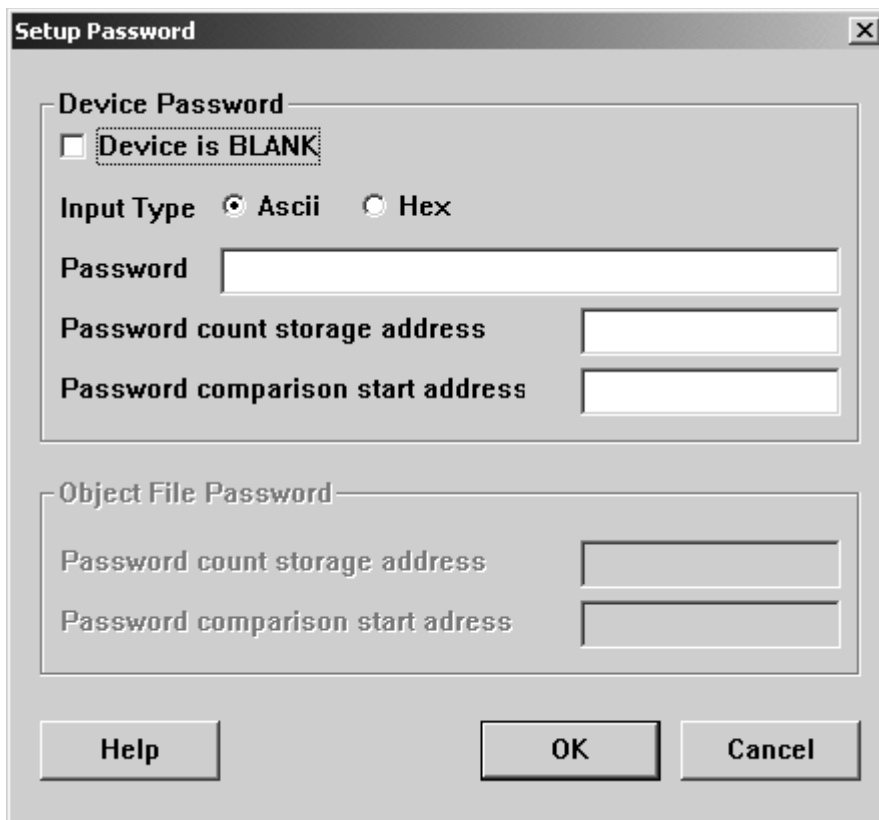 Setup Password
Device Password
Device is BLANK
Input Type Ascii Hex
Password
Password count storage address
Password comparison start address
Object File Password
Password count storage address
Password comparison start adress
Help OK Cancel